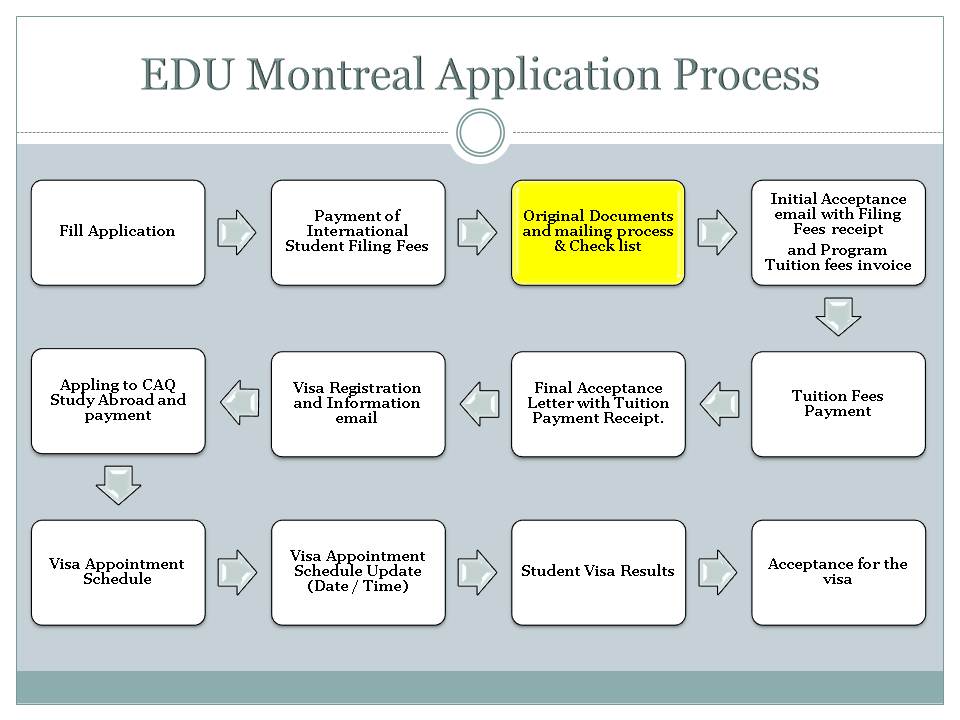 EDU Montreal Application Process
Fill Application
Payment of
International
Student Filing Fees
Original Documents
and mailing process
& Check list
Initial Acceptance
email with Filing
Fees receipt
and Program
Tuition fees invoice
Tuition Fees
Payment
Final Acceptance
Letter with Tuition
Payment Receipt.
Visa Registration
and Information
email
Appling to CAQ
Study Abroad and
payment
Visa Appointment
Schedule
Visa Appointment
Schedule Update
(Date / Time)
Student Visa Results
Acceptance for the
visa